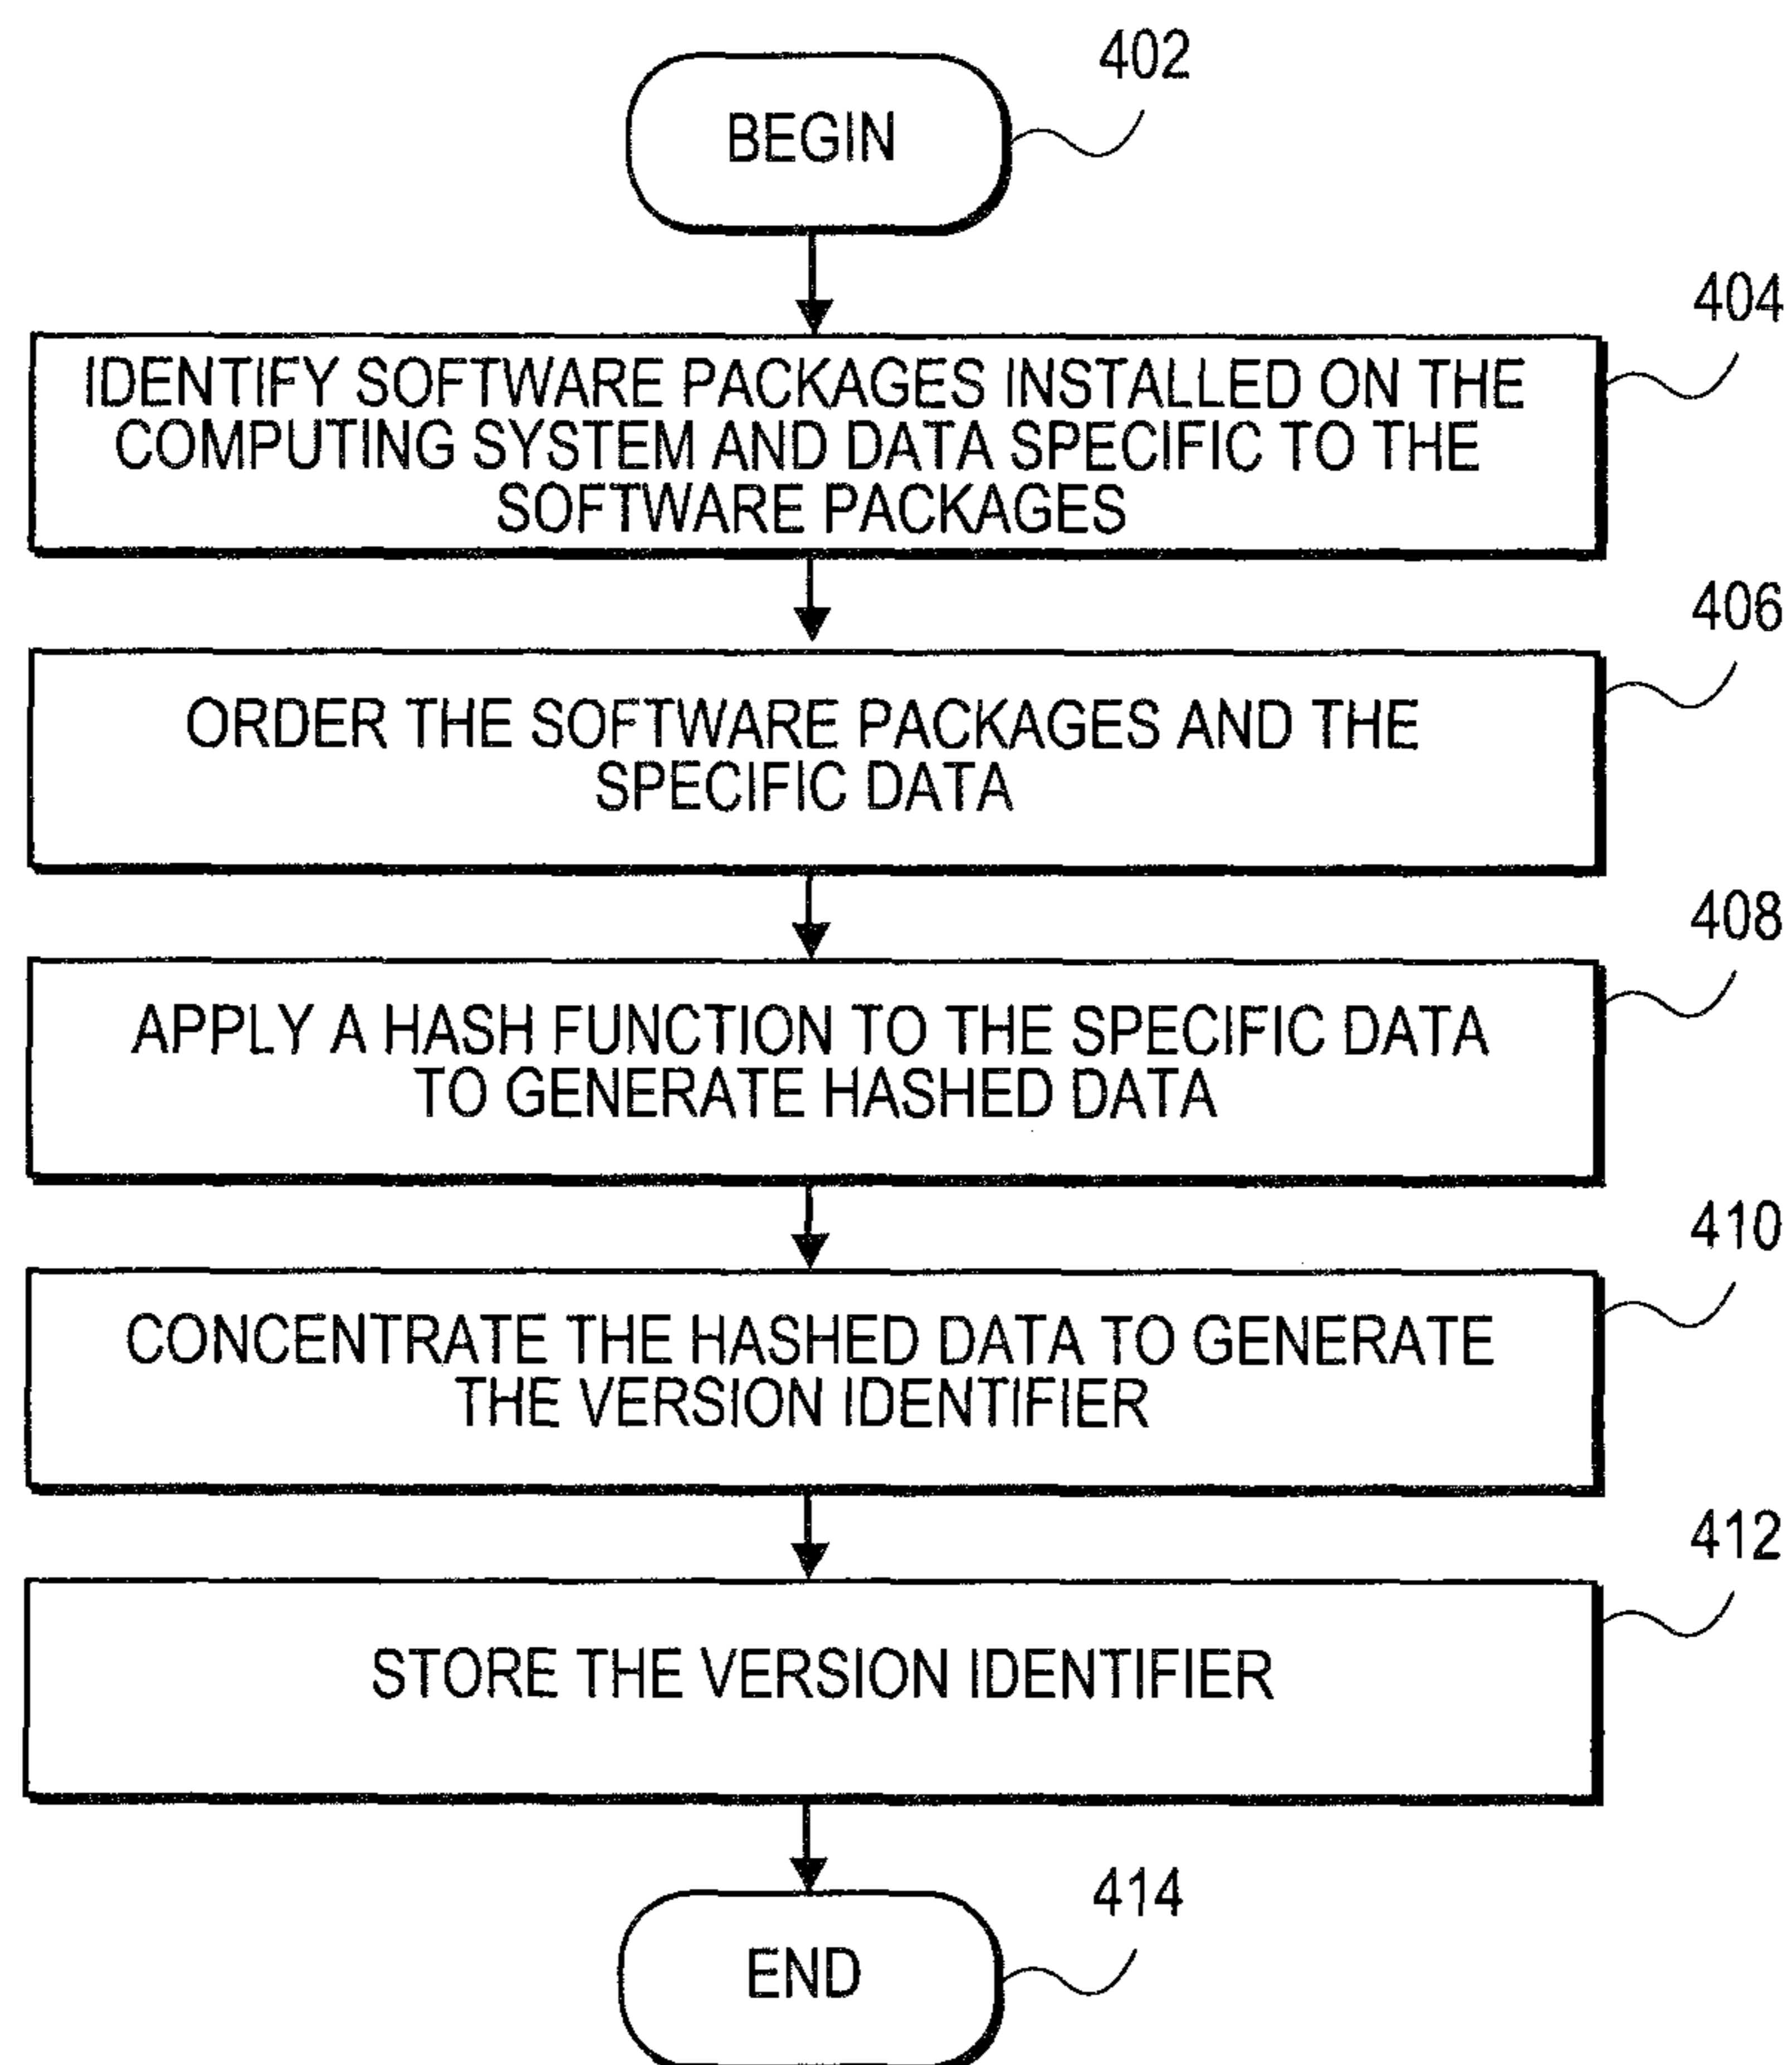 402
BEGIN
404
IDENTIFY SOFTWARE PACKAGES INSTALLED ON THE
COMPUTING SYSTEM AND DATA SPECIFIC TO THE
SOFTWARE PACKAGES
406
ORDER THE SOFTWARE PACKAGES AND THE
SPECIFIC DATA
408
APPLY A HASH FUNCTION TO THE SPECIFIC DATA
TO GENERATE HASHED DATA
410
CONCENTRATE THE HASHED DATA TO GENERATE
THE VERSION IDENTIFIER
412
STORE THE VERSION IDENTIFIER
414
END